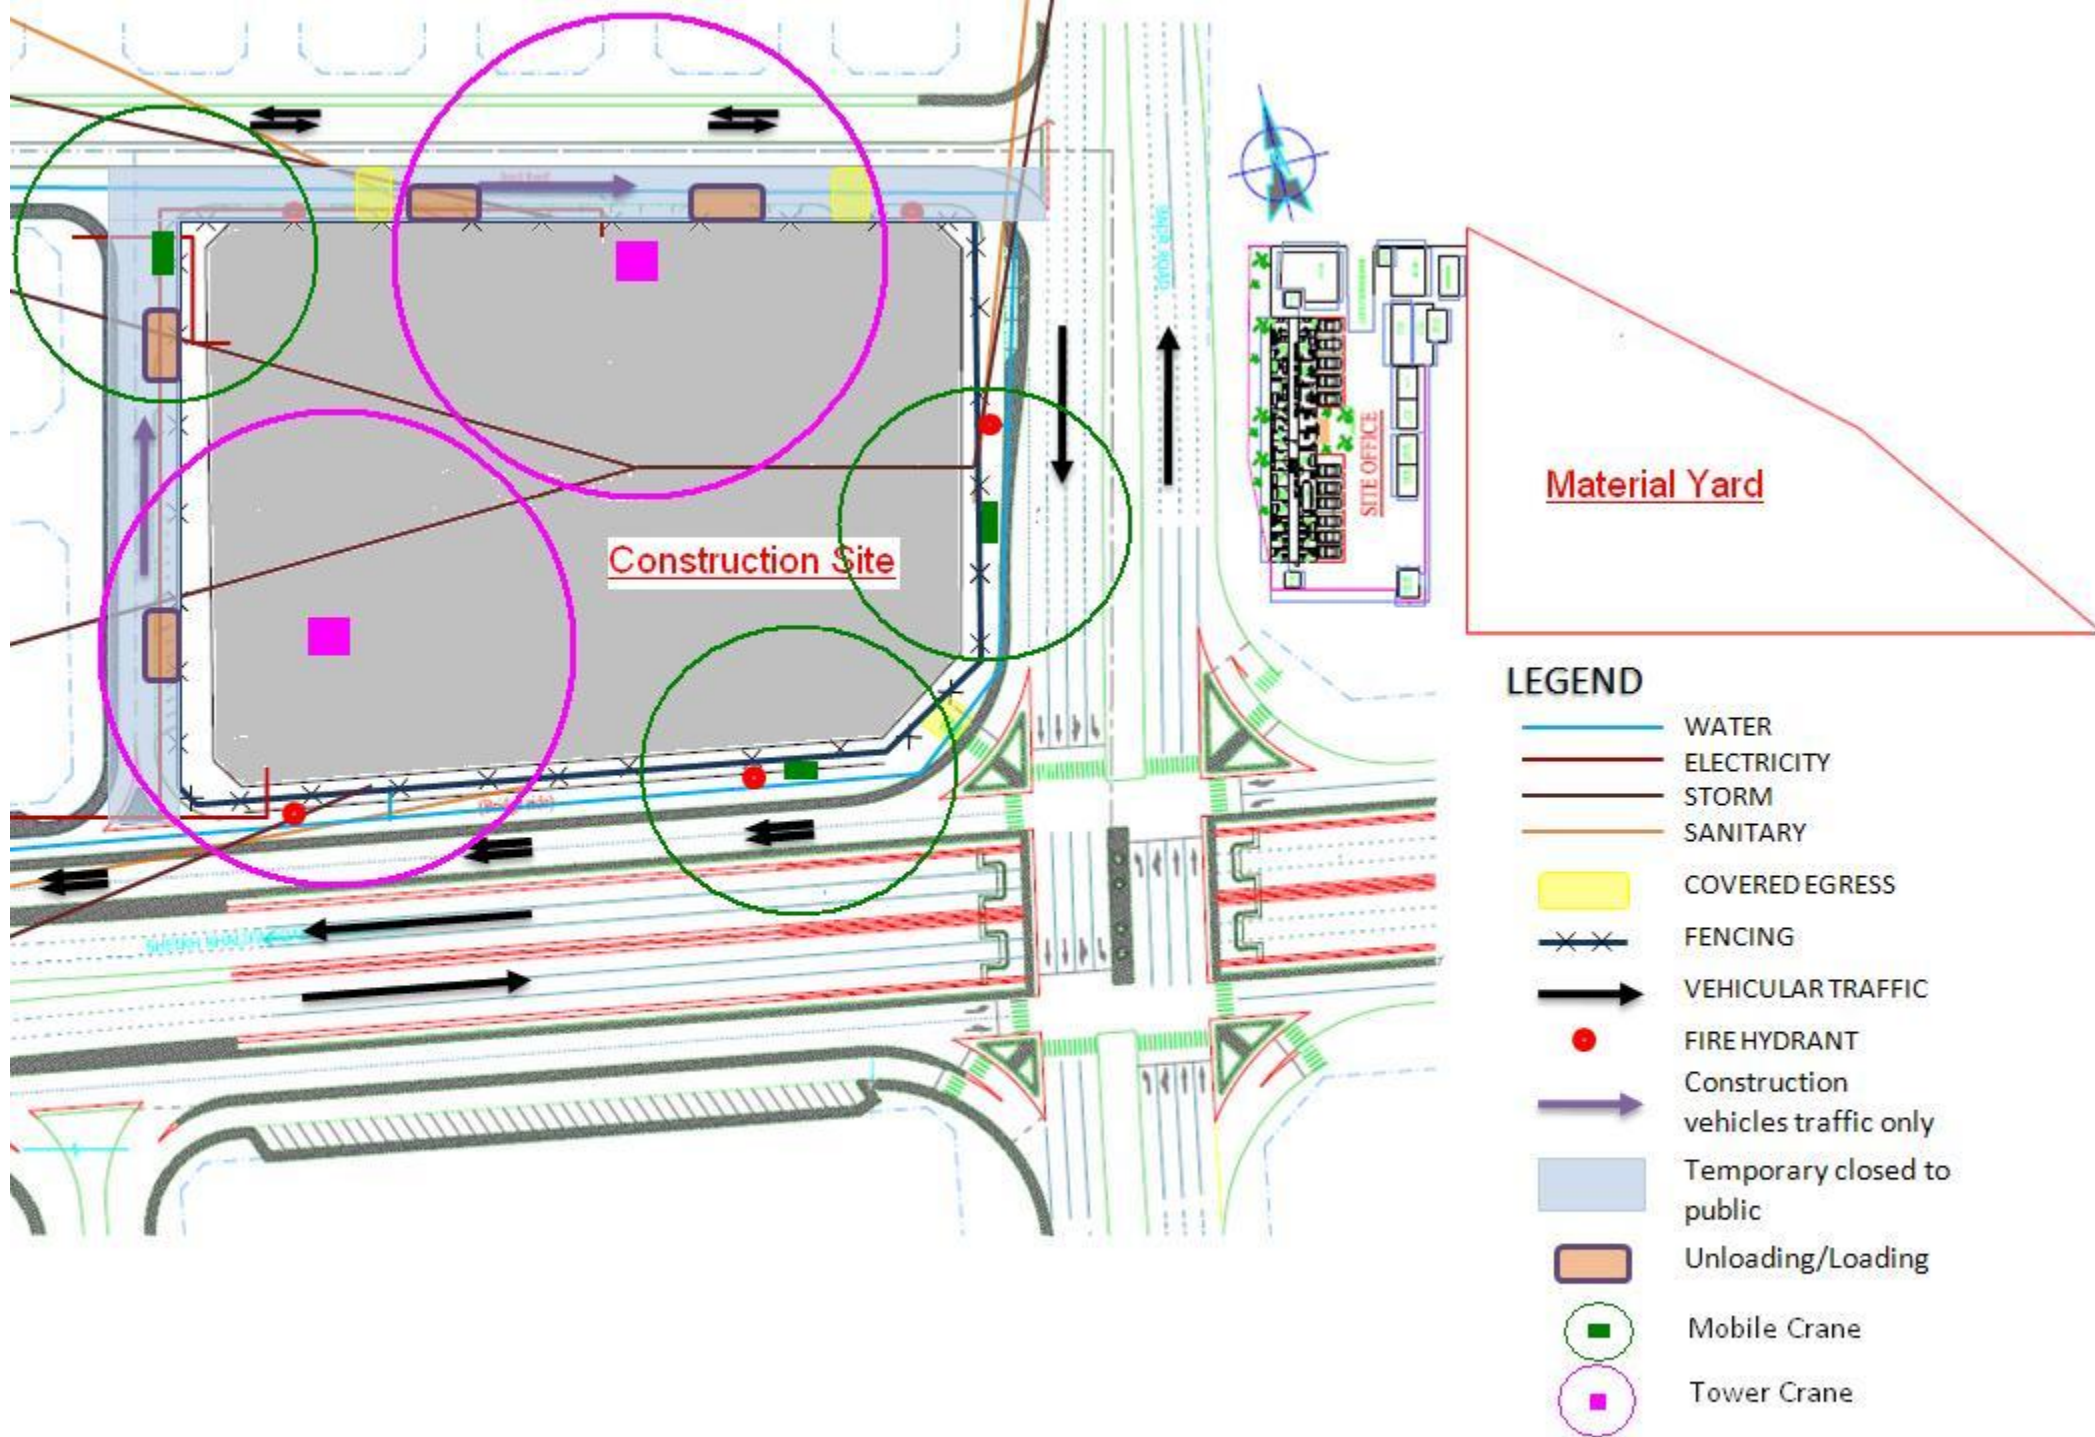 Construction Site
SITE OFFICE
Material Yard
LEGEND
WATER
ELECTRICITY
STORM
SANITARY
COVERED EGRESS
FENCING
VEHICULAR TRAFFIC
FIRE HYDRANT
Construction
vehicles traffic only
Temporary closed to
public
Unloading/Loading
Mobile Crane
Tower Crane